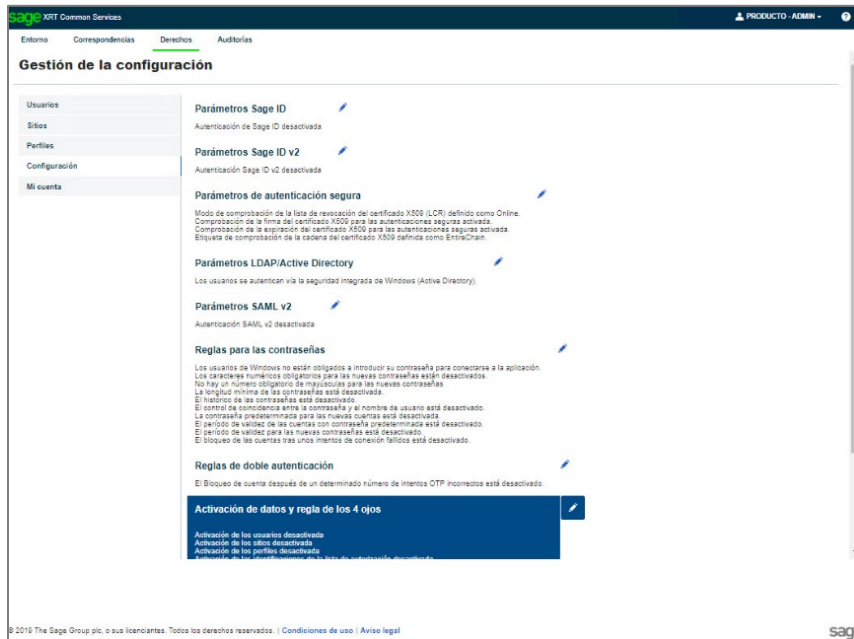 sage XRT Common Services
PRODUCTO - ADMIN
?
Entorno Correspondencias Derechos Auditorías
Gestión de la configuración
Usuarios
Sitios
Perfiles
Configuración
Mi cuenta
Parámetros Sage ID
Autenticación de Sage ID desactivada
Parámetros Sage ID v2
Autenticación Sage ID v2 desactivada
Parámetros de autenticación segura
Modo de comprobación de la lista de revocación del certificado X509 (LCR) definido como Online.
Comprobación de la firma del certificado X509 para las autenticaciones seguras activada.
Comprobación de la expiración del certificado X509 para las autenticaciones seguras activada.
Etiqueta de comprobación de la cadena del certificado X509 definida como EntireChain.
Parámetros LDAP/Active Directory
Los usuarios se autentican vía la seguridad integrada de Windows (Active Directory).
Parámetros SAML v2
Autenticación SAML v2 desactivada
Reglas para las contraseñas
Los usuarios de Windows no están obligados a introducir su contraseña para conectarse a la aplicación.
Los caracteres numéricos obligatorios para las nuevas contraseñas están desactivados.
No hay un número obligatorio de mayúsculas para las nuevas contraseñas
La longitud mínima de las contraseñas está desactivada.
El histórico de las contraseñas está desactivado.
El control de coincidencia entre la contraseña y el nombre de usuario está desactivado.
La contraseña predeterminada para las nuevas cuentas está desactivada.
El período de validez de las cuentas con contraseña predeterminada está desactivado.
El período de validez para las nuevas contraseñas está desactivado.
El bloqueo de las cuentas tras unos intentos de conexión fallidos está desactivado.
Reglas de doble autenticación
El Bloqueo de cuenta después de un determinado número de intentos OTP incorrectos está desactivado.
Activación de datos y regla de los 4 ojos
Activación de los usuarios desactivada
Activación de los sitios desactivada
Activación de los perfiles desactivada
Activación de las identificaciones de la lista de autorización desactivada
© 2019 The Sage Group plc, o sus licenciantes. Todos los derechos reservados. | Condiciones de uso | Aviso legal
sag